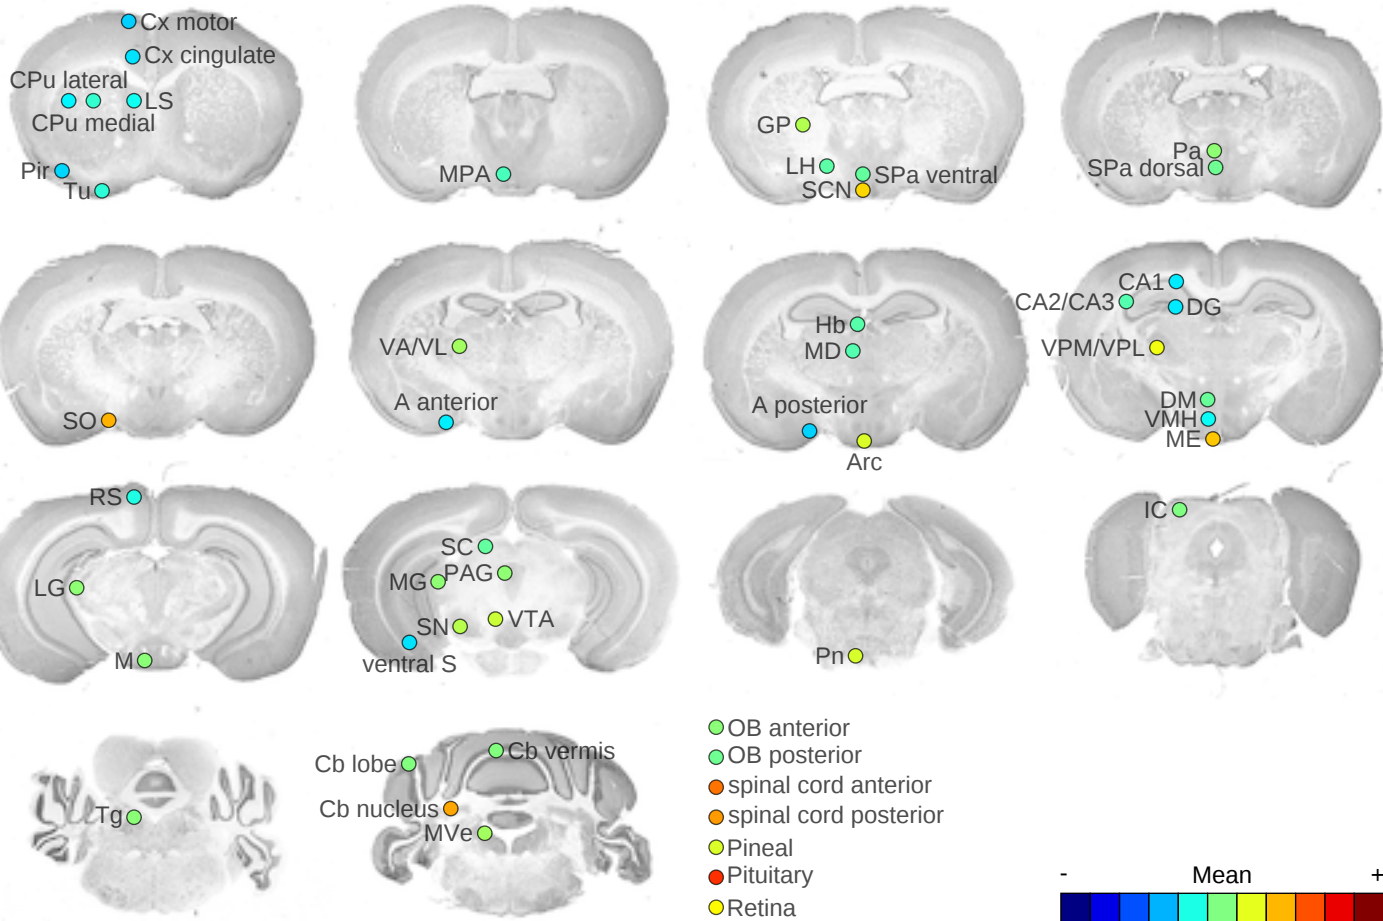 Cx motor
Cx cingulate
CPu lateral
LS
CPu medial
Pir
Tu
MPA
GP
LH
SPa ventral
SCN
Pa
SPa dorsal
SO
VA/VL
A anterior
Hb
MD
A posterior
Arc
CA1
CA2/CA3
DG
VPM/VPL
DM
VMH
ME
RS
LG
M
SC
MG
PAG
SN
VTA
ventral S
Pn
IC
Tg
Cb lobe
Cb vermis
Cb nucleus
MVe
OB anterior
OB posterior
spinal cord anterior
spinal cord posterior
Pineal
Pituitary
Retina
- Mean +